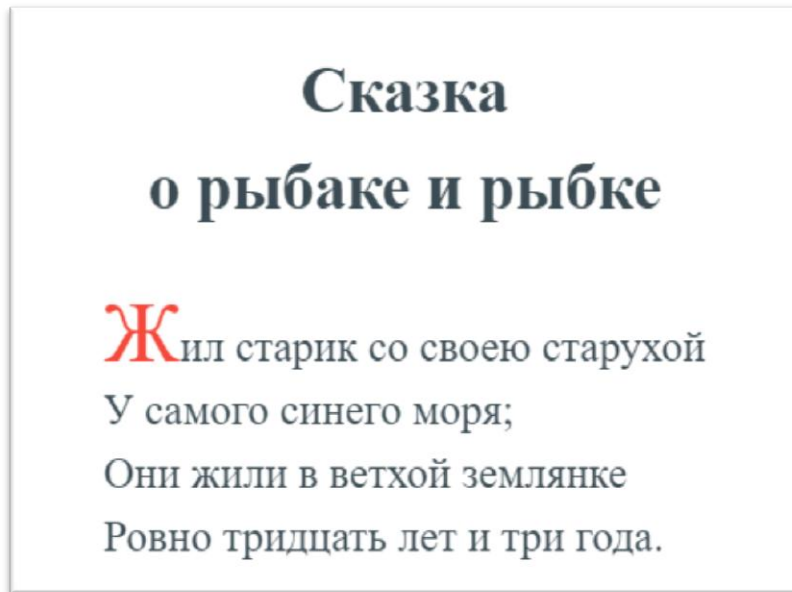 Сказка
о рыбаке и рыбке
Жил старик со своею старухой
У самого синего моря;
Они жили в ветхой землянке
Ровно тридцать лет и три года.